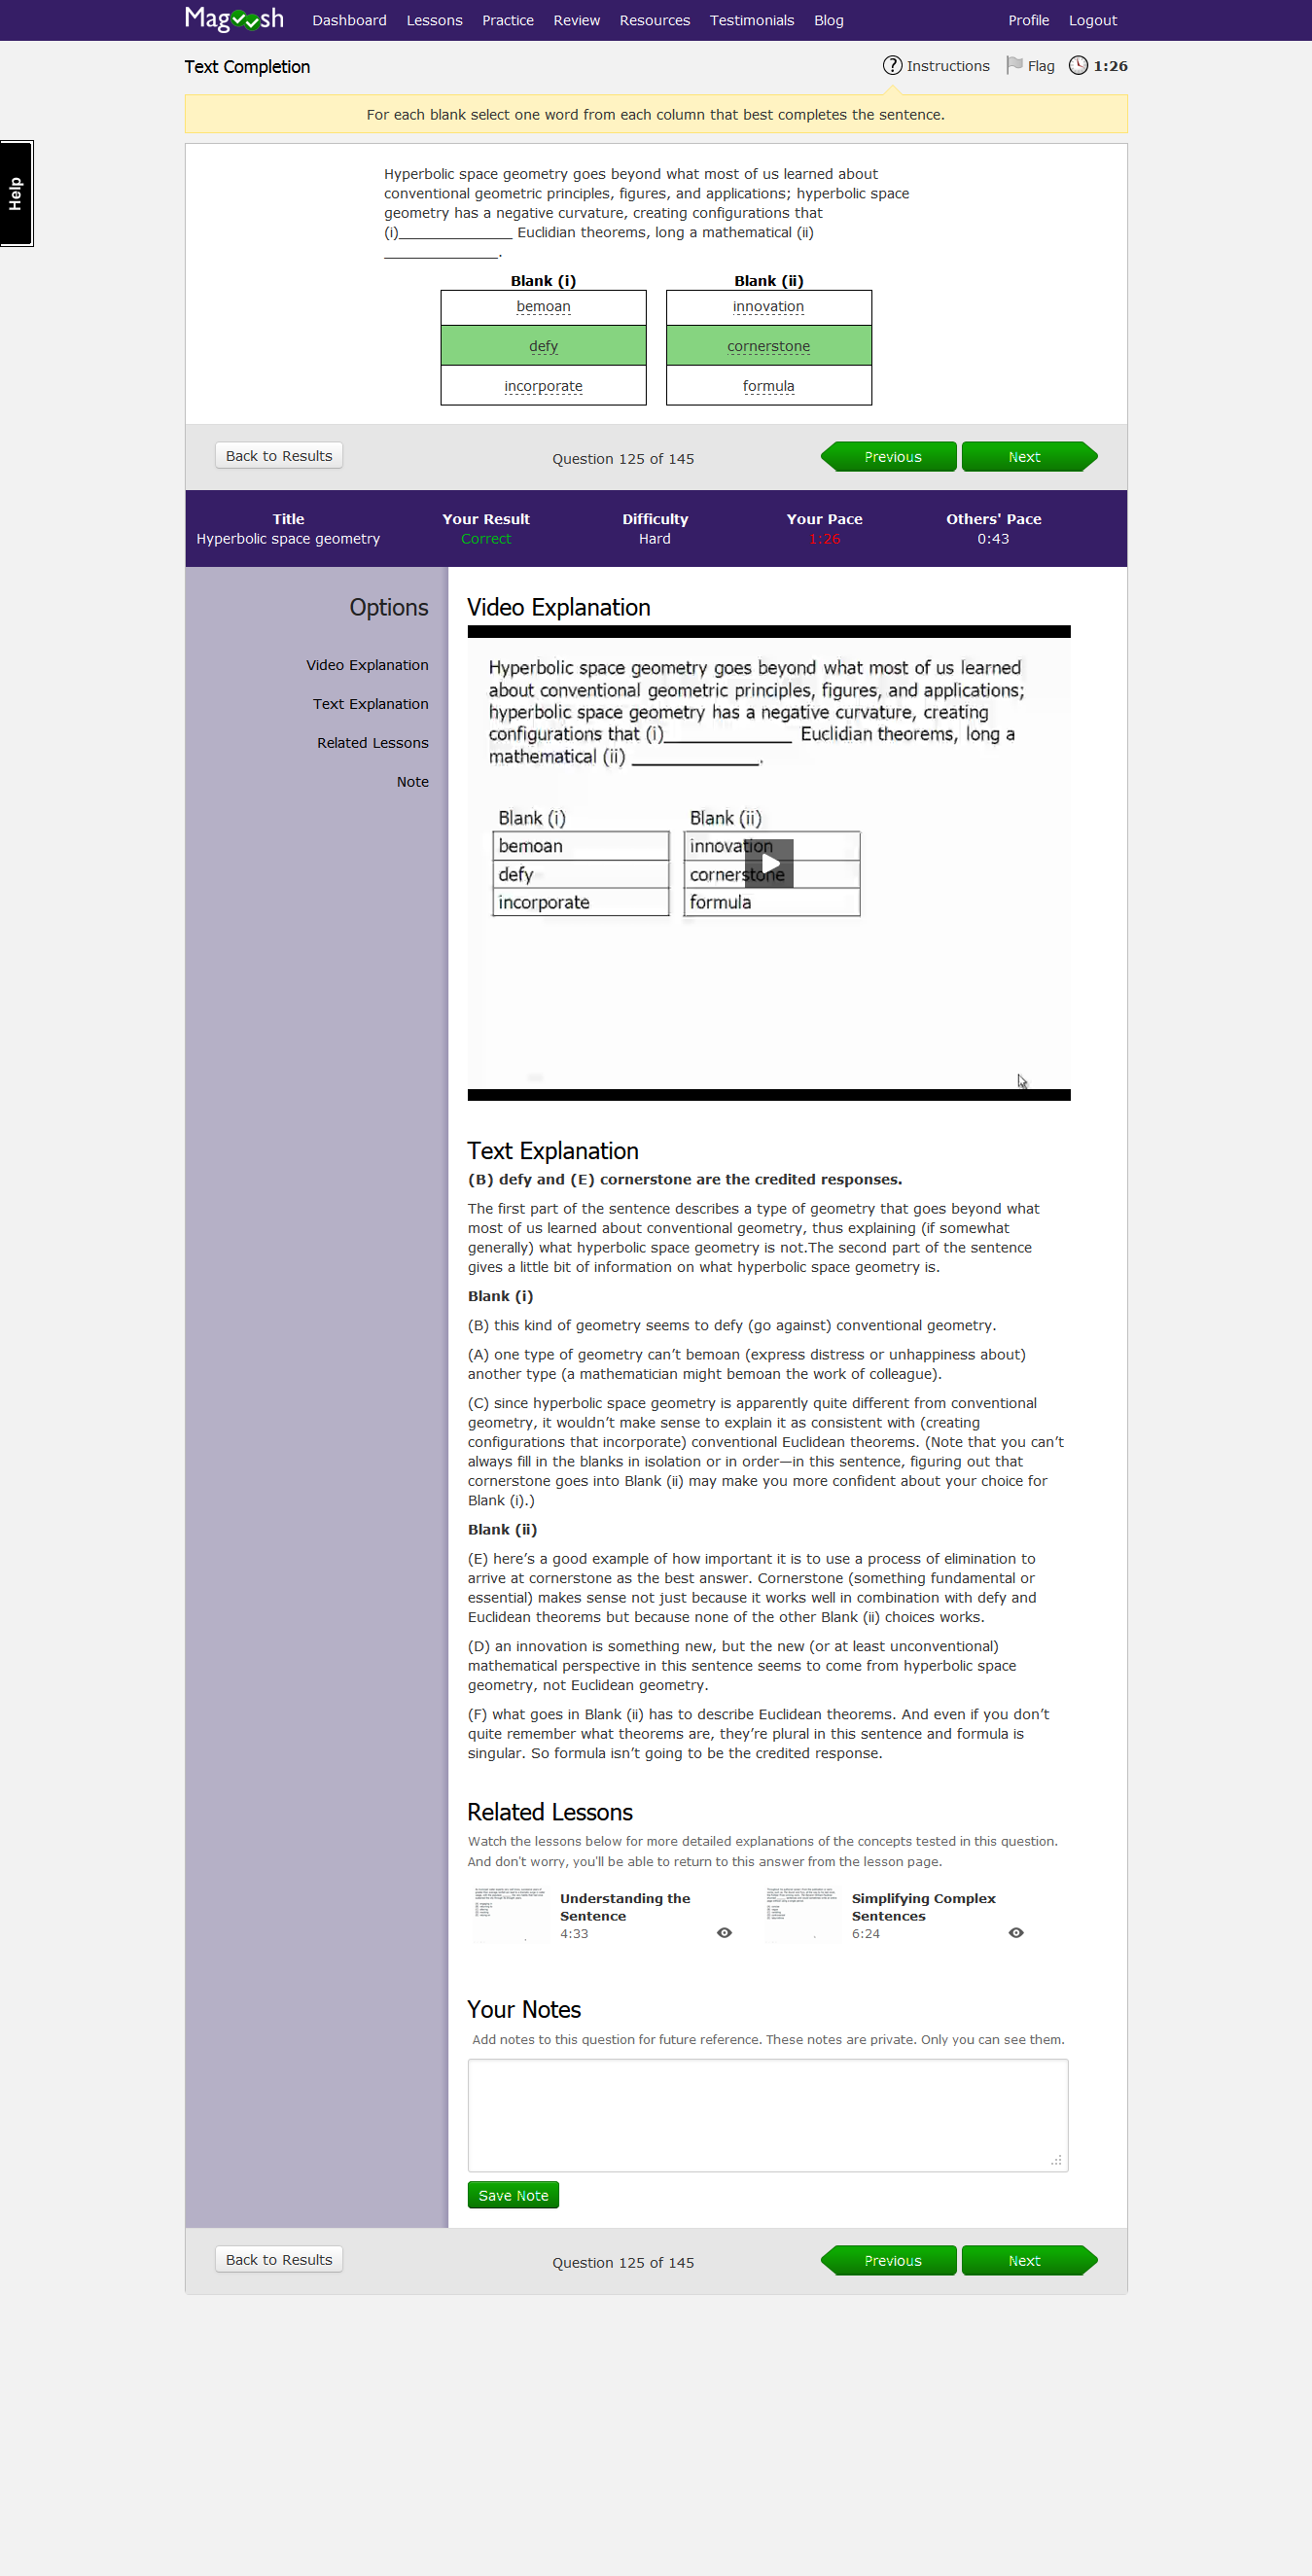 Magoosh Dashboard Lessons Practice Review Resources Testimonials Blog Profile Logout
Text Completion
Instructions Flag 1:26
For each blank select one word from each column that best completes the sentence.
Help
Hyperbolic space geometry goes beyond what most of us learned about
conventional geometric principles, figures, and applications; hyperbolic space
geometry has a negative curvature, creating configurations that
(i)______________ Euclidian theorems, long a mathematical (ii)
______________.
Blank (i) Blank (ii)
bemoan innovation
defy cornerstone
incorporate formula
Back to Results Question 125 of 145 Previous Next
Title Your Result Difficulty Your Pace Others' Pace
Hyperbolic space geometry Correct Hard 1:26 0:43
Options
Video Explanation
Text Explanation
Related Lessons
Note
Video Explanation
Hyperbolic space geometry goes beyond what most of us learned
about conventional geometric principles, figures, and applications;
hyperbolic space geometry has a negative curvature, creating
configurations that (i)______________ Euclidian theorems, long a
mathematical (ii) ______________.
Blank (i) Blank (ii)
bemoan innovation
defy cornerstone
incorporate formula
Text Explanation
(B) defy and (E) cornerstone are the credited responses.
The first part of the sentence describes a type of geometry that goes beyond what
most of us learned about conventional geometry, thus explaining (if somewhat
generally) what hyperbolic space geometry is not.The second part of the sentence
gives a little bit of information on what hyperbolic space geometry is.
Blank (i)
(B) this kind of geometry seems to defy (go against) conventional geometry.
(A) one type of geometry can’t bemoan (express distress or unhappiness about)
another type (a mathematician might bemoan the work of colleague).
(C) since hyperbolic space geometry is apparently quite different from conventional
geometry, it wouldn’t make sense to explain it as consistent with (creating
configurations that incorporate) conventional Euclidean theorems. (Note that you can’t
always fill in the blanks in isolation or in order—in this sentence, figuring out that
cornerstone goes into Blank (ii) may make you more confident about your choice for
Blank (i).)
Blank (ii)
(E) here’s a good example of how important it is to use a process of elimination to
arrive at cornerstone as the best answer. Cornerstone (something fundamental or
essential) makes sense not just because it works well in combination with defy and
Euclidean theorems but because none of the other Blank (ii) choices works.
(D) an innovation is something new, but the new (or at least unconventional)
mathematical perspective in this sentence seems to come from hyperbolic space
geometry, not Euclidean geometry.
(F) what goes in Blank (ii) has to describe Euclidean theorems. And even if you don’t
quite remember what theorems are, they’re plural in this sentence and formula is
singular. So formula isn’t going to be the credited response.
Related Lessons
Watch the lessons below for more detailed explanations of the concepts tested in this question.
And don't worry, you'll be able to return to this answer from the lesson page.
Understanding the
Sentence
4:33
Simplifying Complex
Sentences
6:24
Your Notes
Add notes to this question for future reference. These notes are private. Only you can see them.
Save Note
Back to Results Question 125 of 145 Previous Next